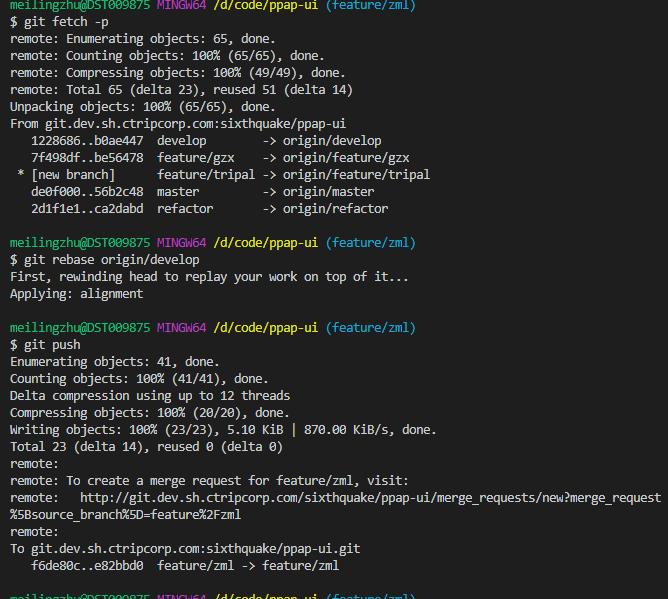 meilingzhu@DST009875 MINGW64 /d/code/ppap-ui (feature/zml)
$ git fetch -p
remote: Enumerating objects: 65, done.
remote: Counting objects: 100% (65/65), done.
remote: Compressing objects: 100% (49/49), done.
remote: Total 65 (delta 23), reused 51 (delta 14)
Unpacking objects: 100% (65/65), done.
From git.dev.sh.ctripcorp.com:sixthquake/ppap-ui
   1228686..b0ae447  develop        -> origin/develop
   7f498df..be56478  feature/gzx    -> origin/feature/gzx
 * [new branch]      feature/tripal -> origin/feature/tripal
   de0f000..56b2c48  master         -> origin/master
   2d1f1e1..ca2dabd  refactor       -> origin/refactor
meilingzhu@DST009875 MINGW64 /d/code/ppap-ui (feature/zml)
$ git rebase origin/develop
First, rewinding head to replay your work on top of it...
Applying: alignment
meilingzhu@DST009875 MINGW64 /d/code/ppap-ui (feature/zml)
$ git push
Enumerating objects: 41, done.
Counting objects: 100% (41/41), done.
Delta compression using up to 12 threads
Compressing objects: 100% (20/20), done.
Writing objects: 100% (23/23), 5.10 KiB | 870.00 KiB/s, done.
Total 23 (delta 14), reused 0 (delta 0)
remote:
remote: To create a merge request for feature/zml, visit:
remote:   http://git.dev.sh.ctripcorp.com/sixthquake/ppap-ui/merge_requests/new?merge_request
%5Bsource_branch%5D=feature%2Fzml
remote:
To git.dev.sh.ctripcorp.com:sixthquake/ppap-ui.git
   f6de80c..e82bbd0  feature/zml -> feature/zml
meilingzhu@DST009875 MINGW64 /d/code/ppap-ui (feature/zml)